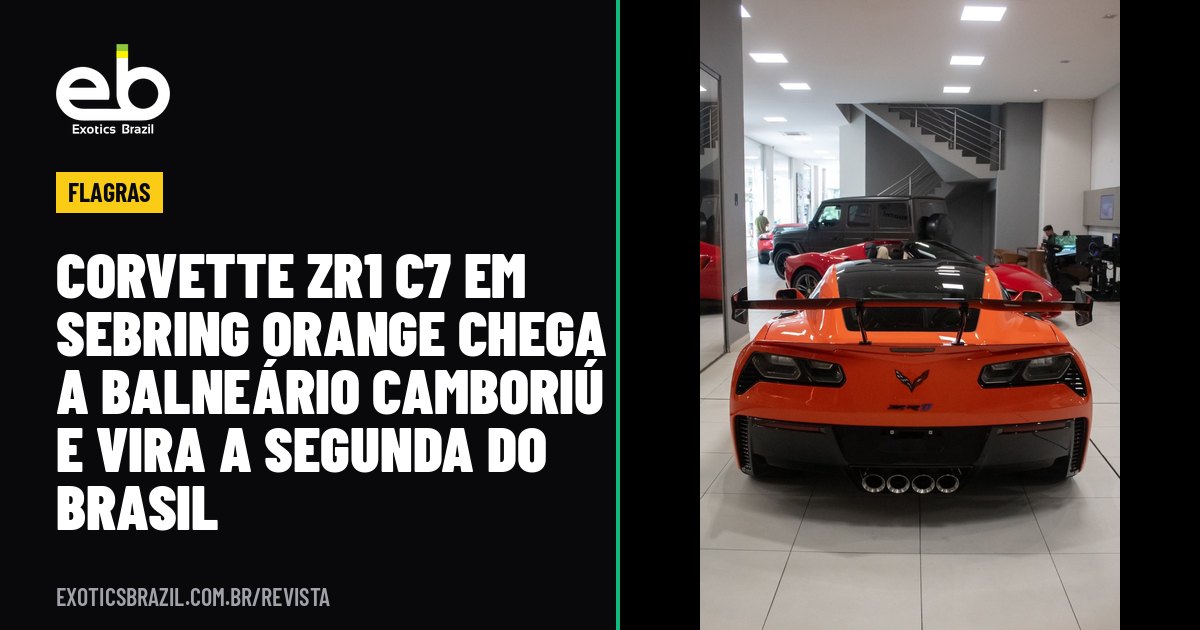 eb
Exotics Brazil
FLAGRAS
CORVETTE ZR1 C7 EM
SEBRING ORANGE CHEGA
A BALNEÁRIO CAMBORIÚ
E VIRA A SEGUNDA DO
BRASIL
EXOTICSBRAZIL.COM.BR/REVISTA
ZR1